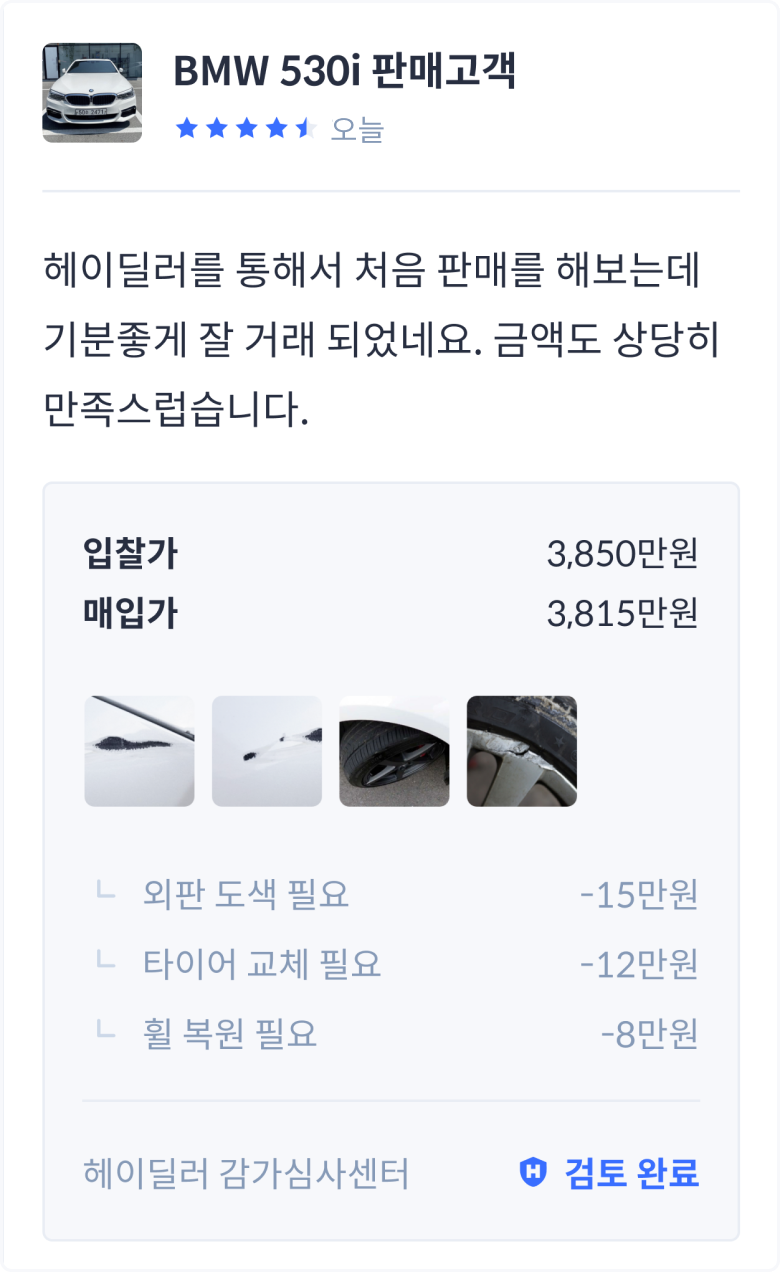 BMW 530i 판매고객
오늘
헤이딜러를 통해서 처음 판매를 해보는데
기분좋게 잘 거래 되었네요. 금액도 상당히
만족스럽습니다.
입찰가 3,850만원
매입가 3,815만원
외판 도색 필요 -15만원
타이어 교체 필요 -12만원
휠 복원 필요 -8만원
헤이딜러 감가심사센터 검토 완료